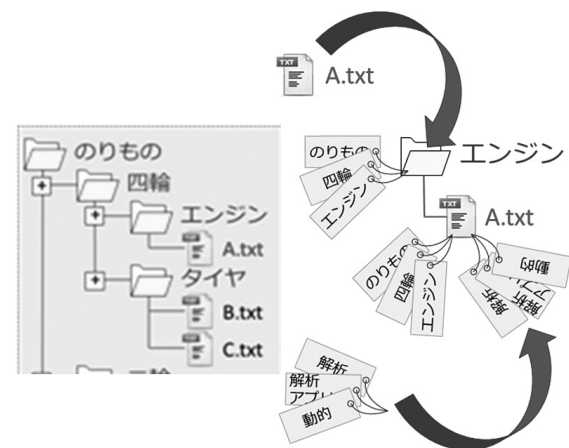 のりもの
四輪
エンジン
A.txt
タイヤ
B.txt
C.txt
TXT
A.txt
エンジン
のりもの
四輪
エンジン
TXT
A.txt
のりもの
四輪
エンジン
解析
解析
アプリ
動的
解析
解析
アプリ
動的